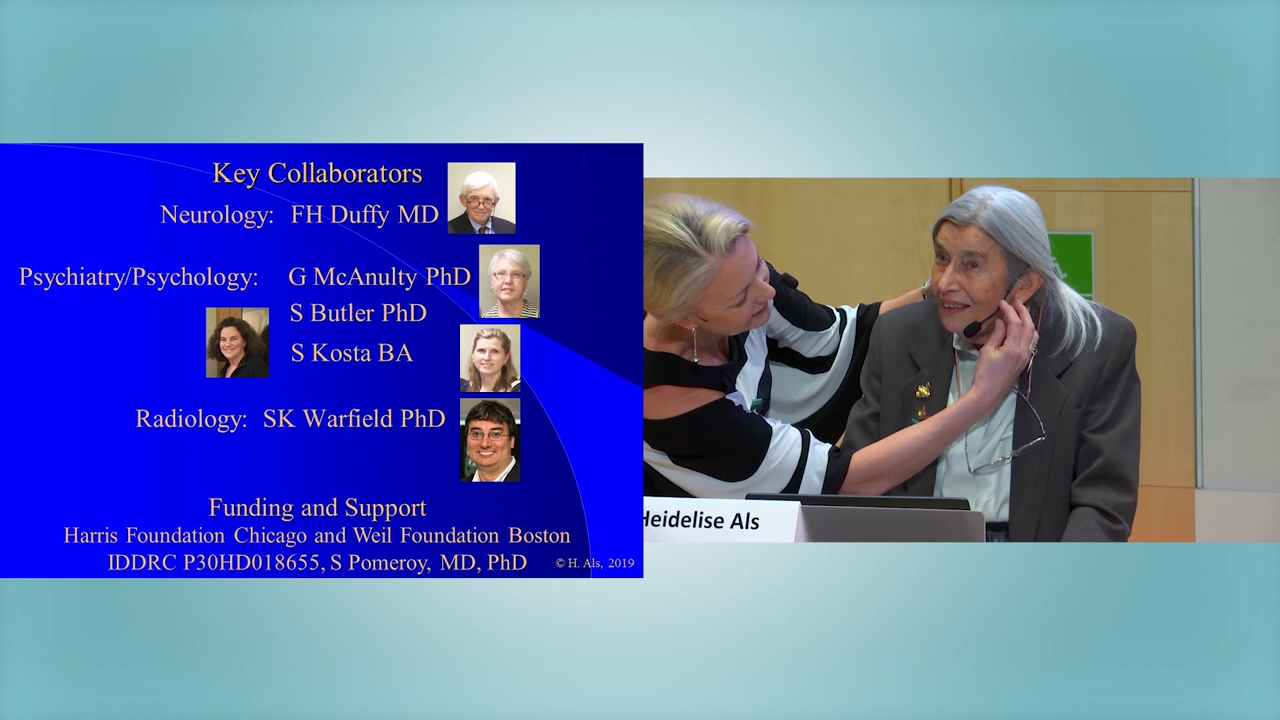 Key Collaborators
Neurology: FH Duffy MD
Psychiatry/Psychology: G McAnulty PhD
S Butler PhD
S Kosta BA
Radiology: SK Warfield PhD
Funding and Support
Harris Foundation Chicago and Weil Foundation Boston
IDDRC P30HD018655, S Pomeroy, MD, PhD
© H. Als, 2019
Heidelise Als